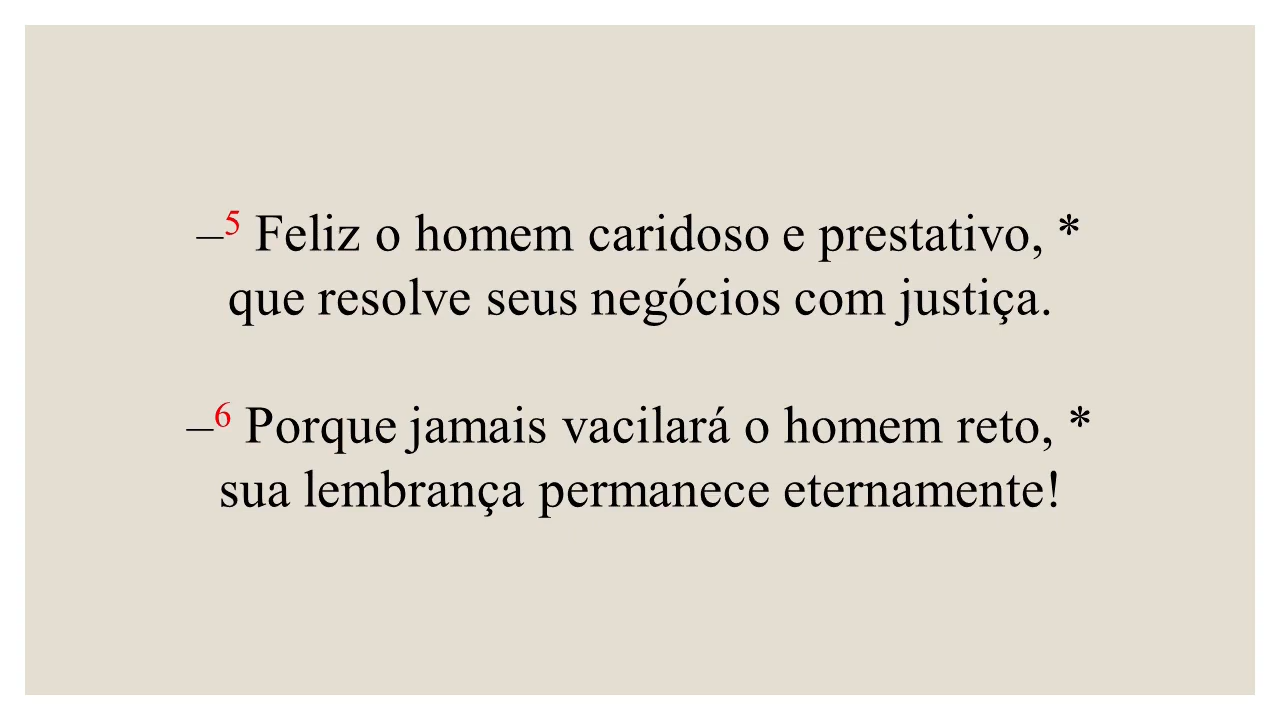 –5 Feliz o homem caridoso e prestativo, *
que resolve seus negócios com justiça.
–6 Porque jamais vacilará o homem reto, *
sua lembrança permanece eternamente!